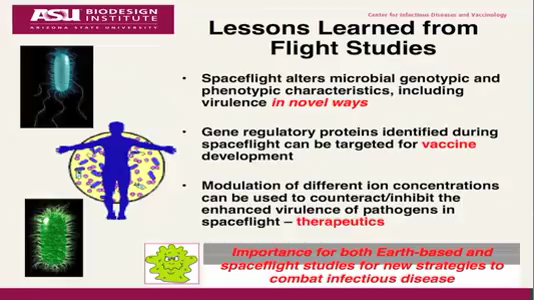 ASU BIODESIGN
INSTITUTE
ARIZONA STATE UNIVERSITY
Center for Infectious Diseases and Vaccinology
Lessons Learned from
Flight Studies
• Spaceflight alters microbial genotypic and
phenotypic characteristics, including
virulence in novel ways
• Gene regulatory proteins identified during
spaceflight can be targeted for vaccine
development
• Modulation of different ion concentrations
can be used to counteract/inhibit the
enhanced virulence of pathogens in
spaceflight – therapeutics
Importance for both Earth-based and
spaceflight studies for new strategies to
combat infectious disease